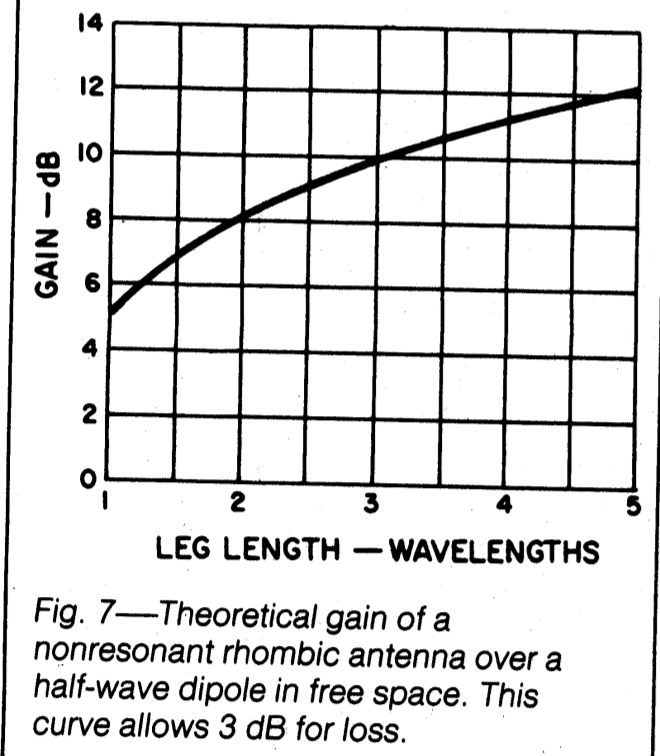 14
12
10
8
6
4
2
0
GAIN—dB
1 2 3 4 5
LEG LENGTH — WAVELENGTHS
Fig. 7—Theoretical gain of a
nonresonant rhombic antenna over a
half-wave dipole in free space. This
curve allows 3 dB for loss.